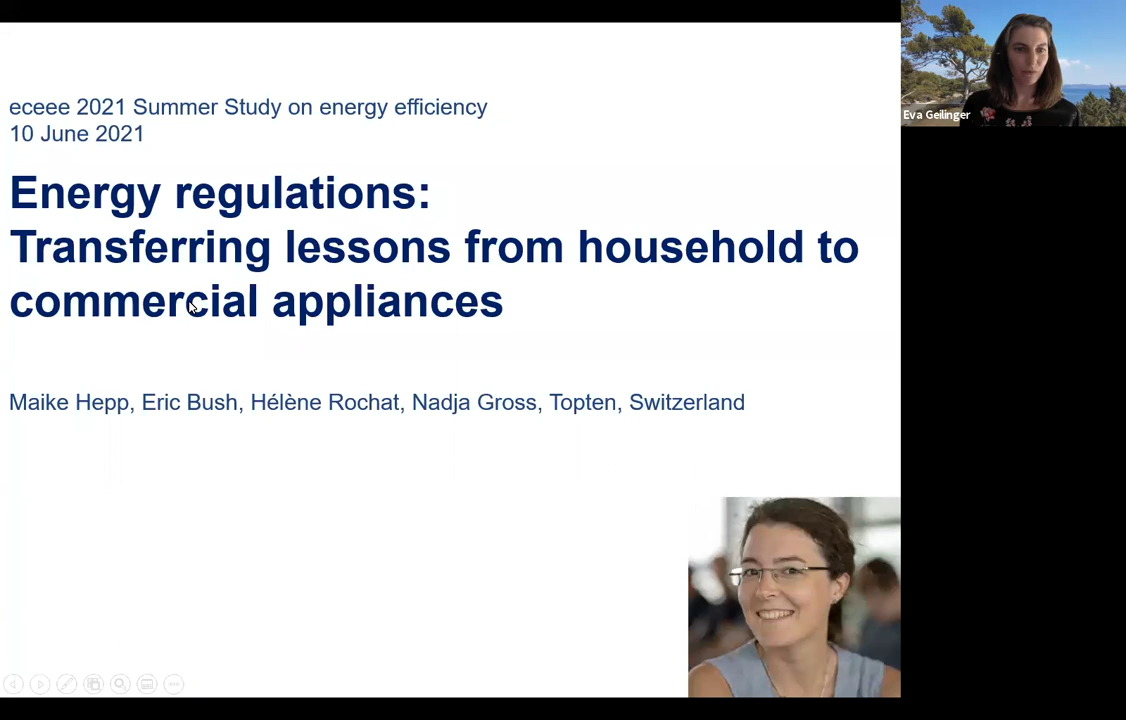 eceee 2021 Summer Study on energy efficiency
10 June 2021
Energy regulations:
Transferring lessons from household to
commercial appliances
Maike Hepp, Eric Bush, Hélène Rochat, Nadja Gross, Topten, Switzerland
Eva Geilinger